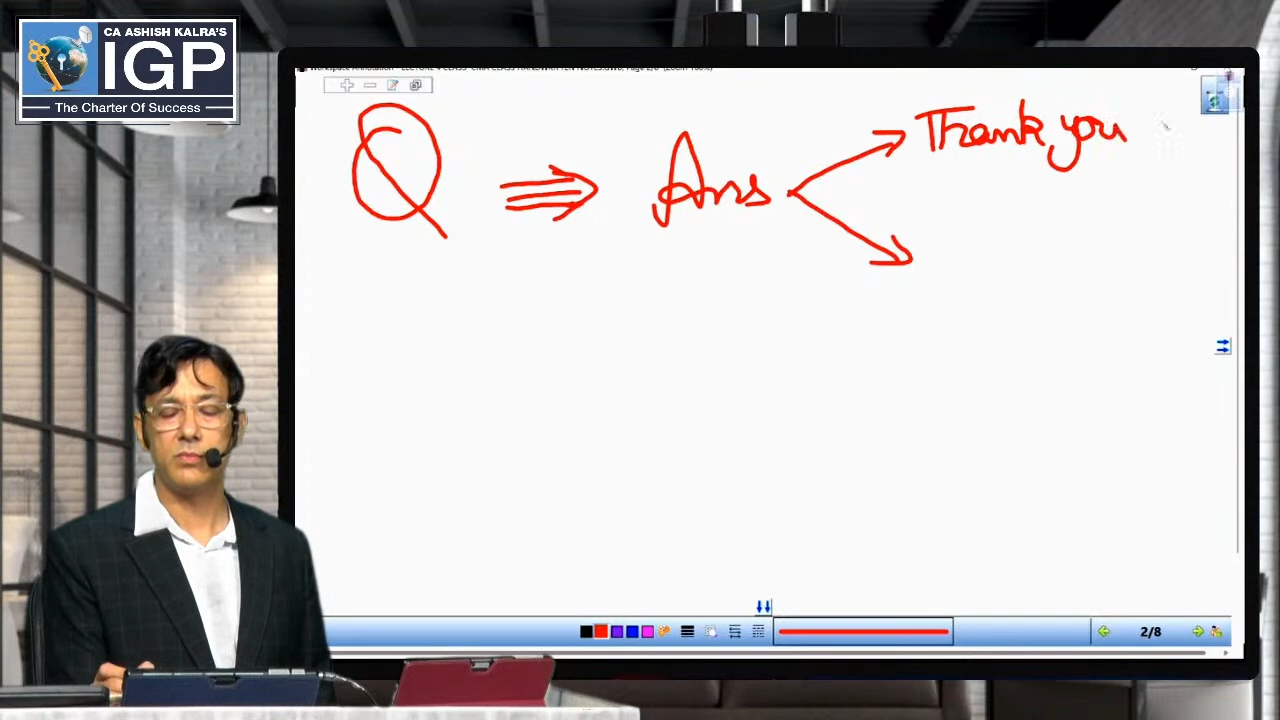 CA ASHISH KALRA'S
IGP
The Charter Of Success
Q ⇒ Ans
Thank you
2/8